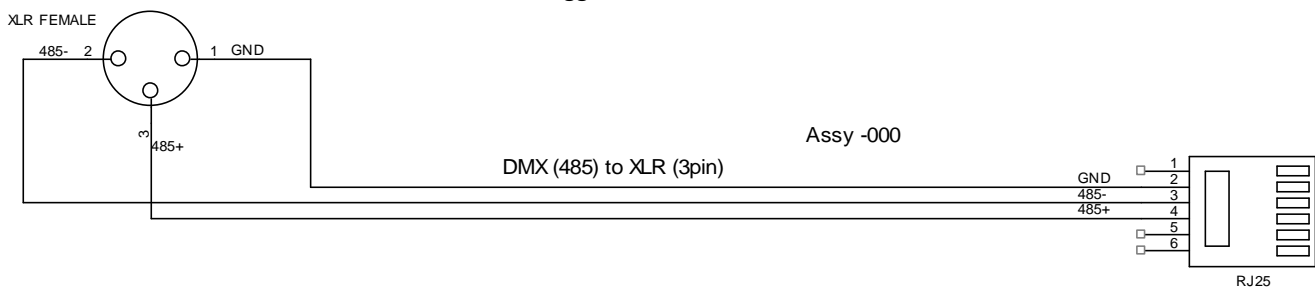 XLR FEMALE
485- 2
1 GND
3
485+
Assy -000
DMX (485) to XLR (3pin)
1
GND 2
485- 3
485+ 4
5
6
RJ25